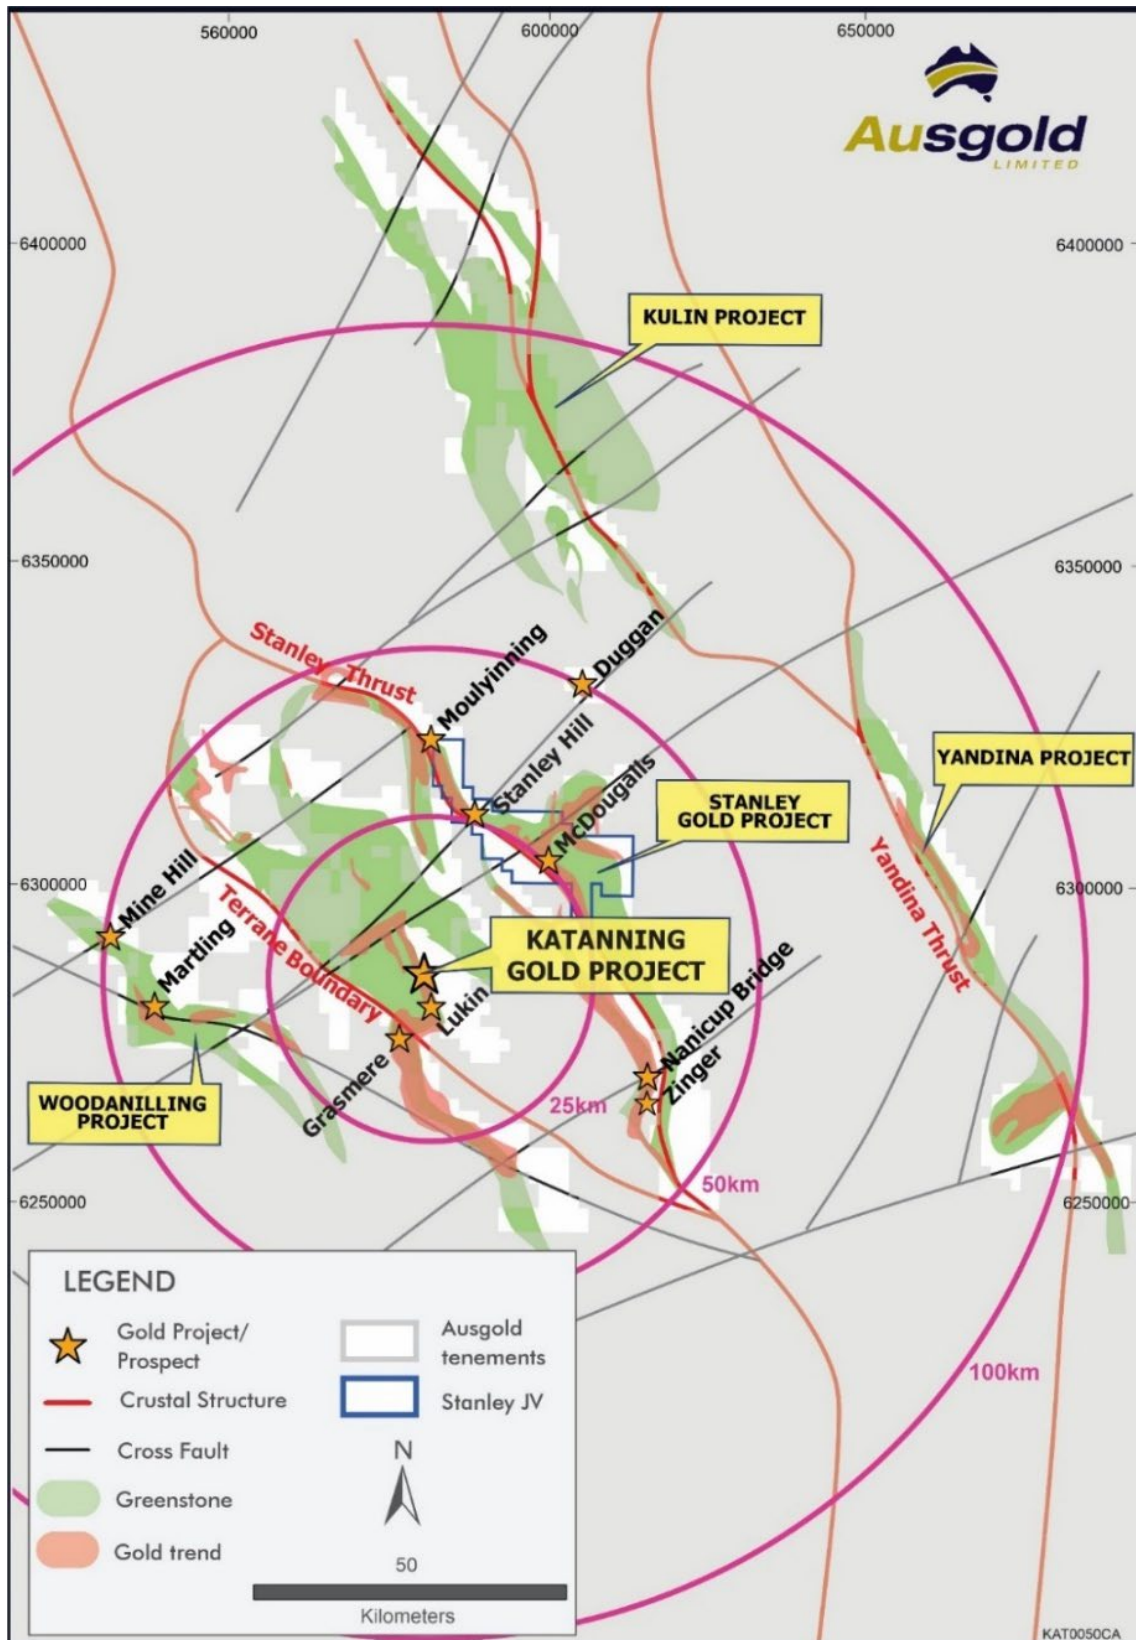 560000
600000
650000
Ausgold
LIMITED
6400000
6400000
KULIN PROJECT
6350000
6350000
Stanley Thrust
Moulyinning
Duggan
Stanley Hill
McDougalls
YANDINA PROJECT
STANLEY
GOLD PROJECT
Yandina Thrust
6300000
6300000
Mine Hill
Martling
Terrane Boundary
KATANNING
GOLD PROJECT
Lukin
Grasmere
Nanicup Bridge
Zinger
WOODANILLING
PROJECT
25km
50km
6250000
6250000
100km
LEGEND
Gold Project/
Prospect
Crustal Structure
Cross Fault
Greenstone
Gold trend
Ausgold
tenements
Stanley JV
N
50
Kilometers
KAT0050CA